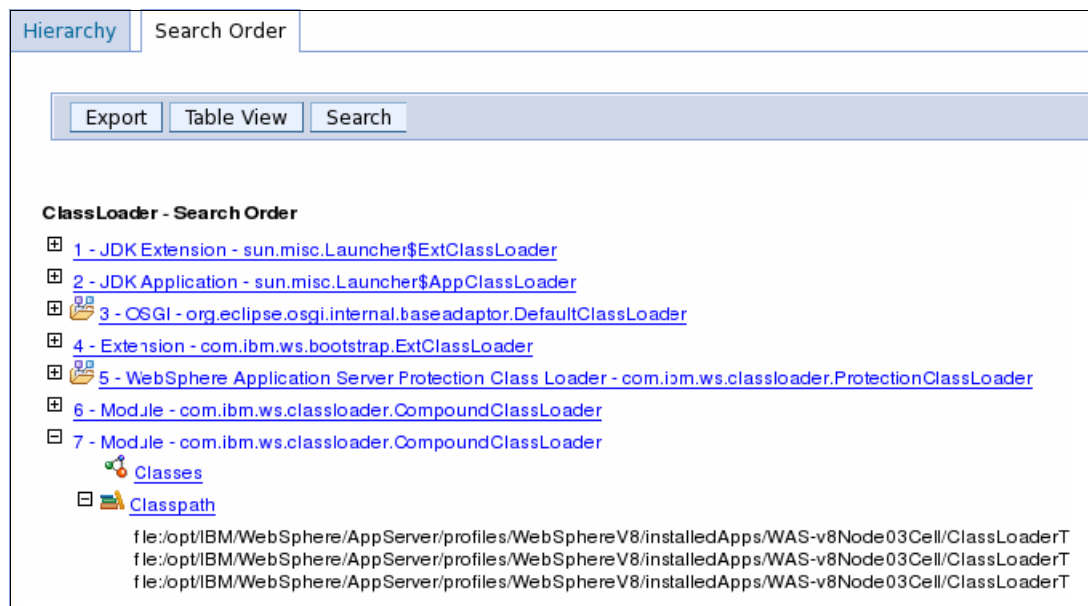 Hierarchy Search Order
Export Table View Search
ClassLoader - Search Order
1 - JDK Extension - sun.misc.Launcher$ExtClassLoader
2 - JDK Application - sun.misc.Launcher$AppClassLoader
3 - OSGI - org.eclipse.osgi.internal.baseadaptor.DefaultClassLoader
4 - Extension - com.ibm.ws.bootstrap.ExtClassLoader
5 - WebSphere Application Server Protection Class Loader - com.ibm.ws.classloader.ProtectionClassLoader
6 - Module - com.ibm.ws.classloader.CompoundClassLoader
7 - Module - com.ibm.ws.classloader.CompoundClassLoader
Classes
Classpath
file:/opt/IBM/WebSphere/AppServer/profiles/WebSphereV8/installedApps/WAS-v8Node03Cell/ClassLoaderT
file:/opt/IBM/WebSphere/AppServer/profiles/WebSphereV8/installedApps/WAS-v8Node03Cell/ClassLoaderT
file:/opt/IBM/WebSphere/AppServer/profiles/WebSphereV8/installedApps/WAS-v8Node03Cell/ClassLoaderT